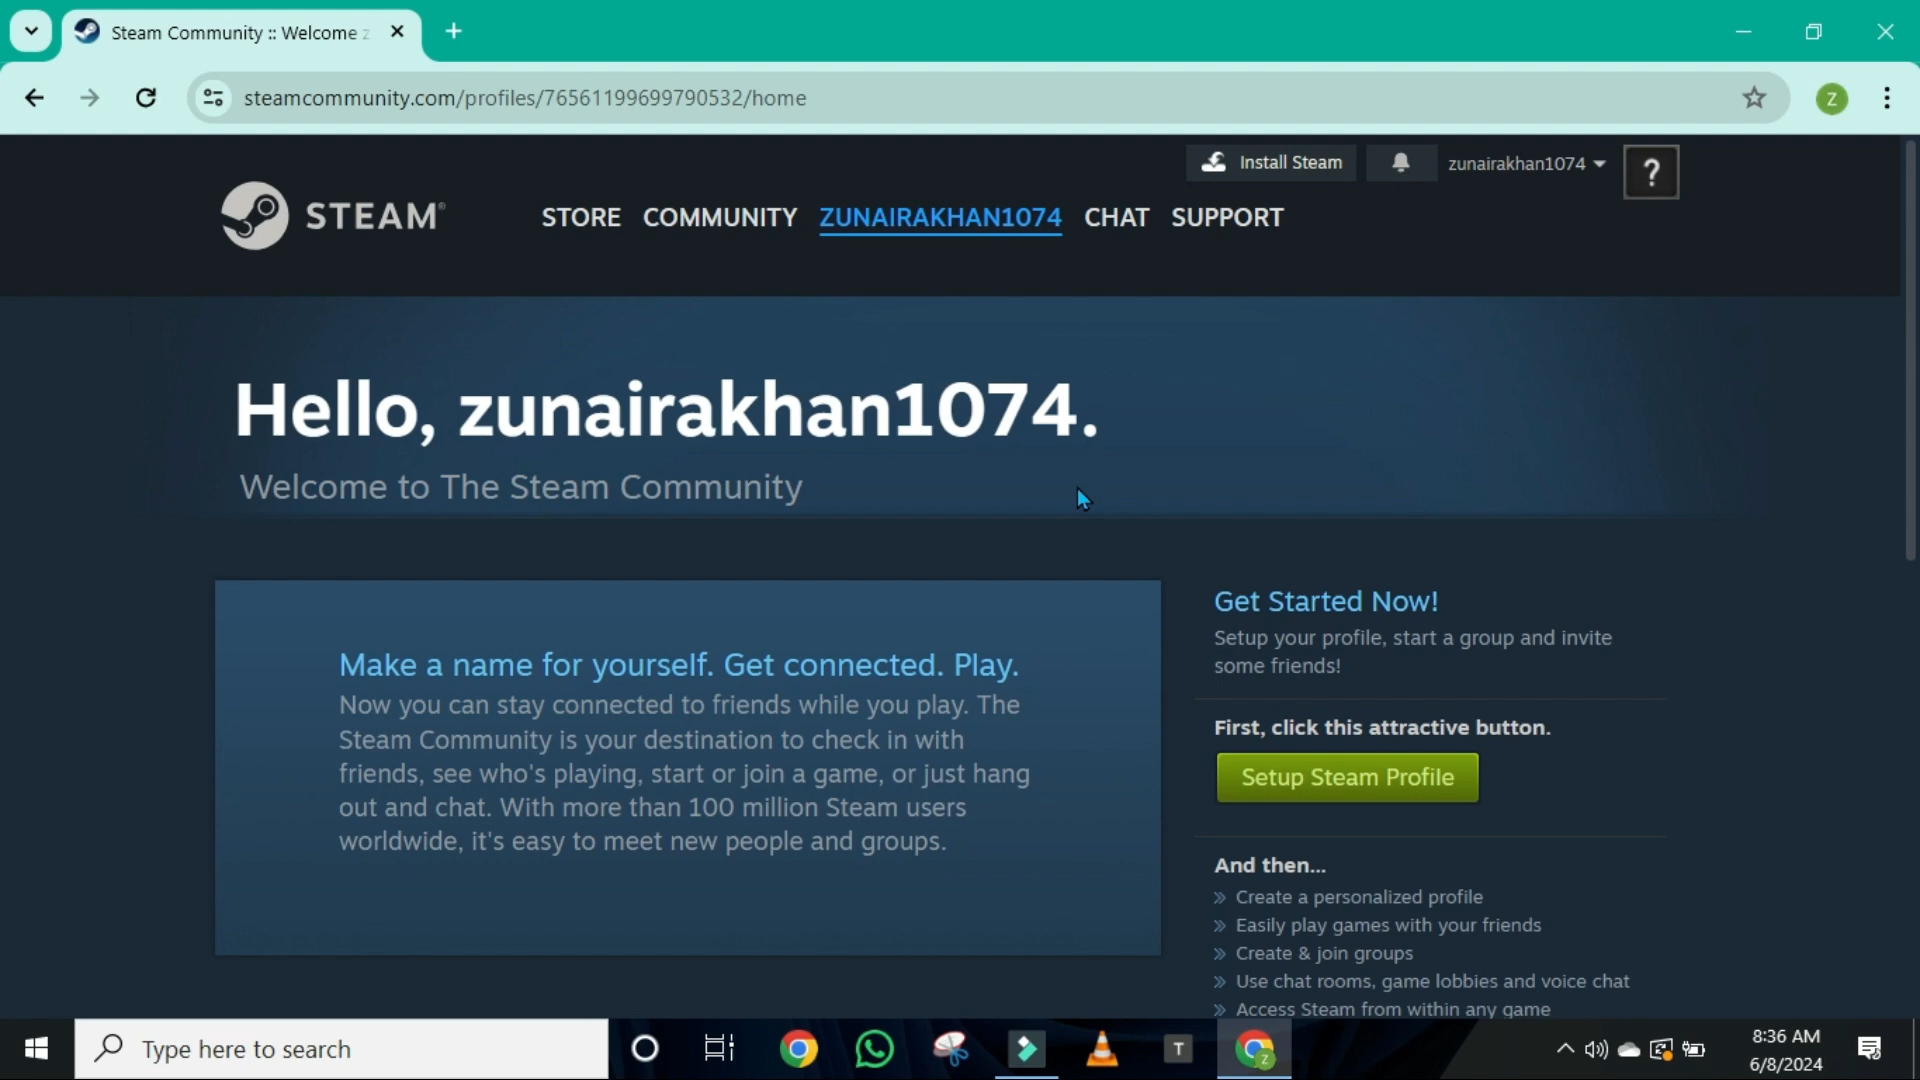 Steam Community :: Welcome z
steamcommunity.com/profiles/76561199699790532/home
Z
Install Steam
zunairakhan1074
?
STEAM®
STORE COMMUNITY ZUNAIRAKHAN1074 CHAT SUPPORT
Hello, zunairakhan1074.
Welcome to The Steam Community
Make a name for yourself. Get connected. Play.
Now you can stay connected to friends while you play. The
Steam Community is your destination to check in with
friends, see who's playing, start or join a game, or just hang
out and chat. With more than 100 million Steam users
worldwide, it's easy to meet new people and groups.
Get Started Now!
Setup your profile, start a group and invite
some friends!
First, click this attractive button.
Setup Steam Profile
And then...
» Create a personalized profile
» Easily play games with your friends
» Create & join groups
» Use chat rooms, game lobbies and voice chat
» Access Steam from within any game
Type here to search
T
Z
8:36 AM
6/8/2024